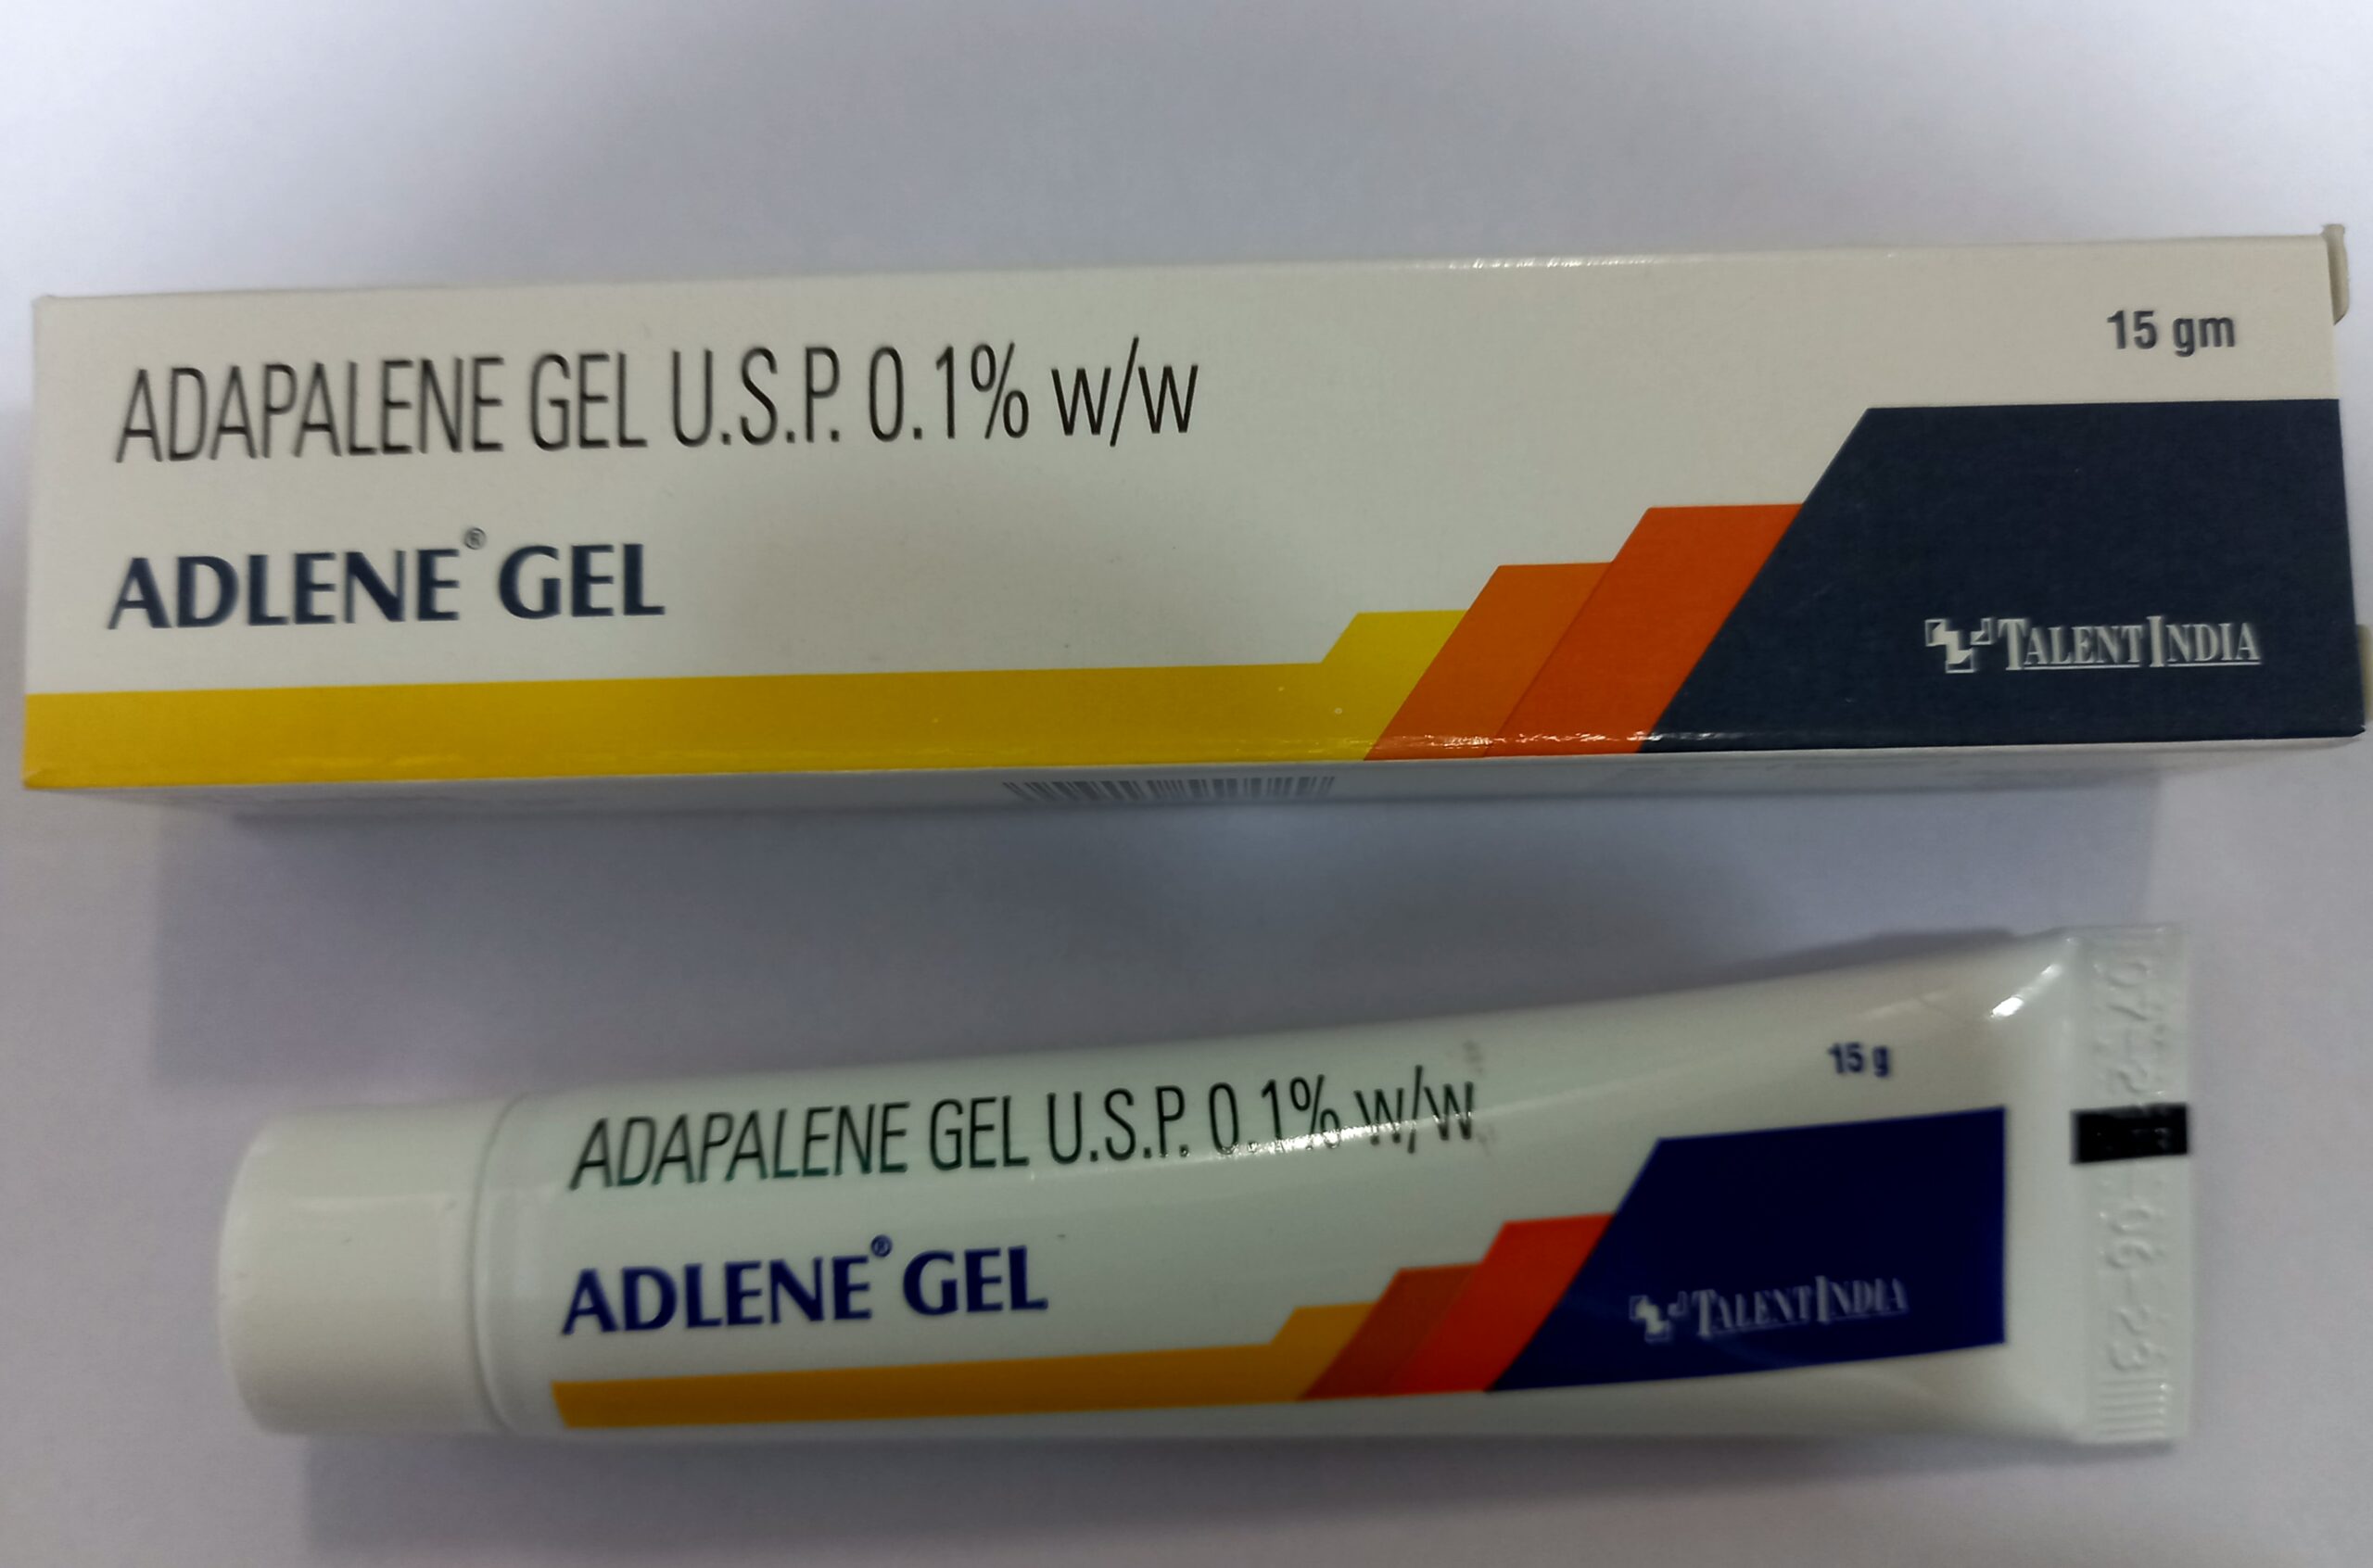 15 gm
ADAPALENE GEL U.S.P. 0.1% w/w
ADLENE® GEL
TALENT INDIA
15 g
ADAPALENE GEL U.S.P. 0.1% w/w
ADLENE® GEL
TALENT INDIA